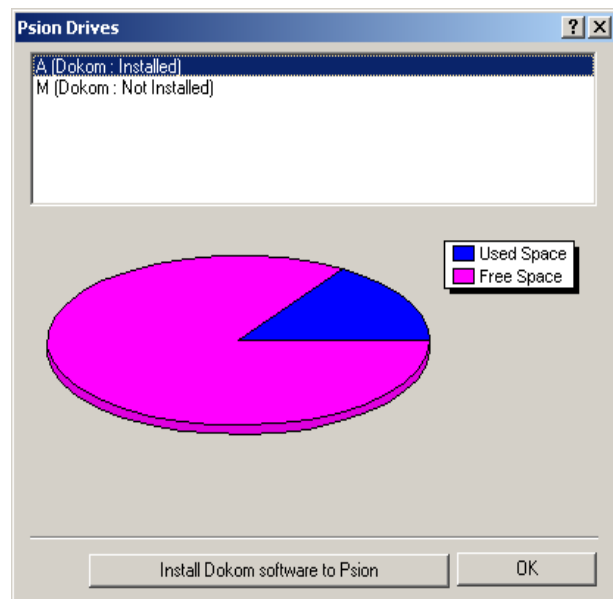 Psion Drives
A (Dokom : Installed)
M (Dokom : Not Installed)
Used Space
Free Space
Install Dokom software to Psion
OK